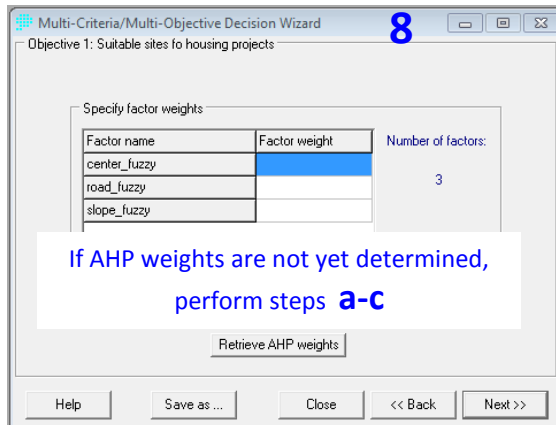 Multi-Criteria/Multi-Objective Decision Wizard 8
Objective 1: Suitable sites fo housing projects
Specify factor weights
Factor name Factor weight Number of factors:
center_fuzzy
road_fuzzy 3
slope_fuzzy
If AHP weights are not yet determined,
perform steps a-c
Retrieve AHP weights
Help Save as ... Close << Back Next >>